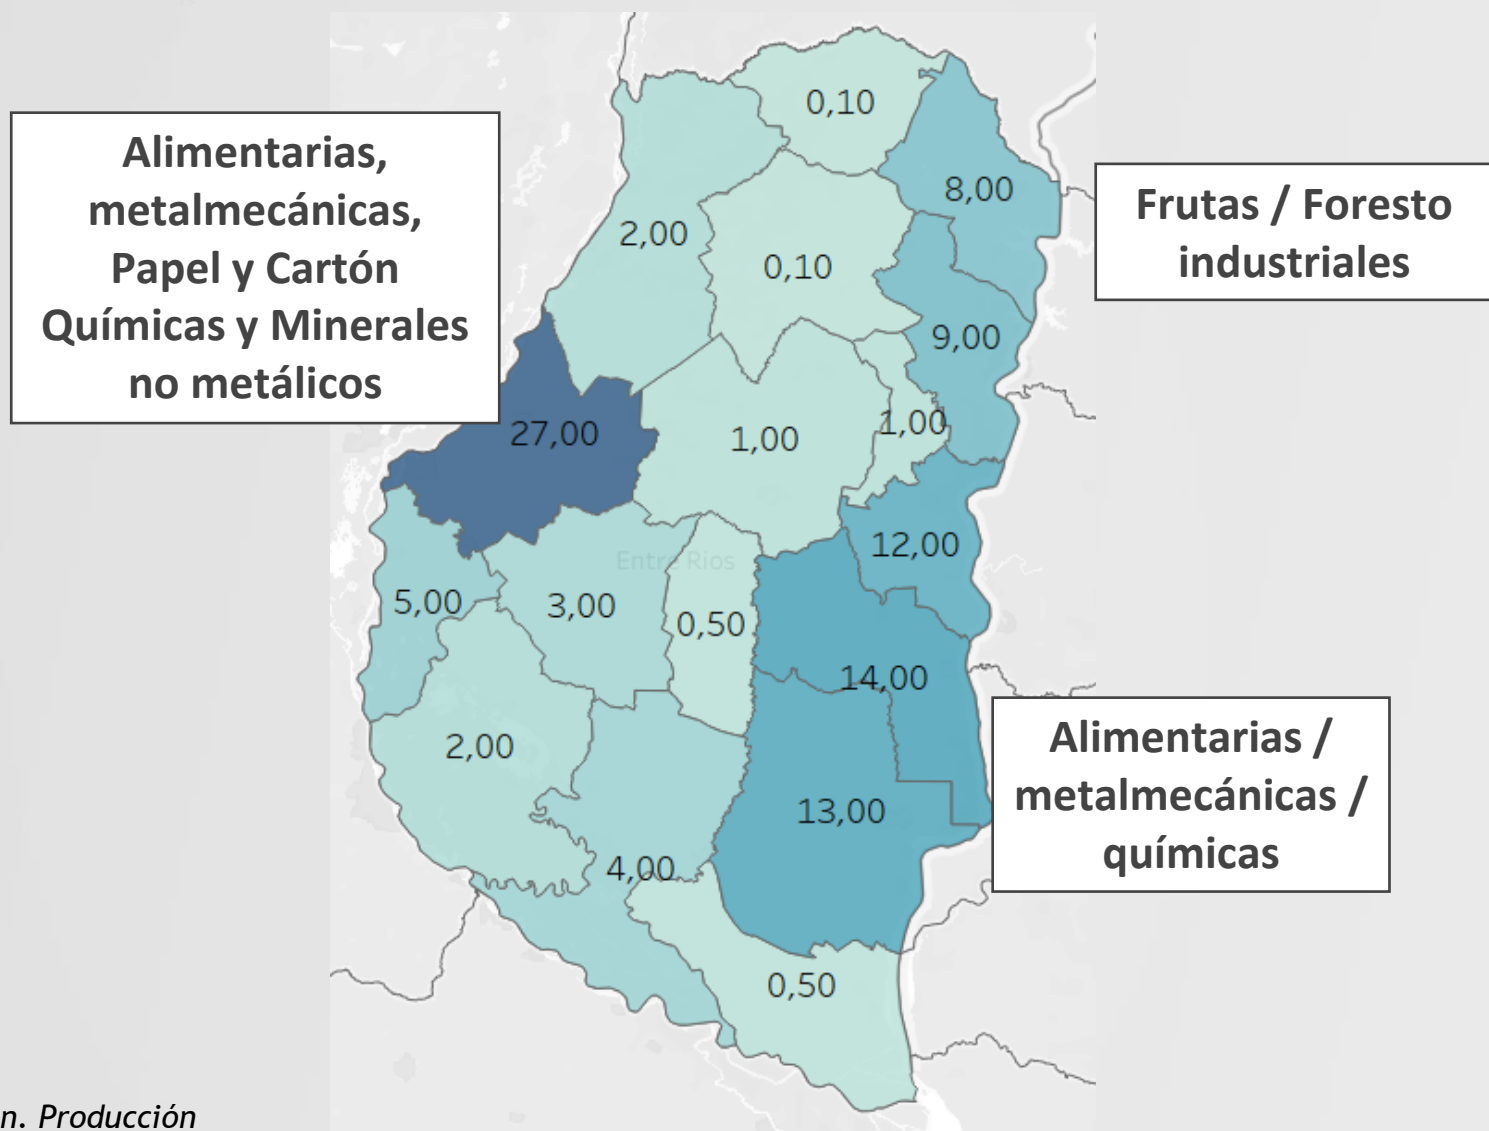 0,10
Alimentarias,
metalmecánicas,
Papel y Cartón
Químicas y Minerales
no metálicos
8,00
Frutas / Foresto
industriales
2,00
0,10
9,00
27,00
1,00
1,00
12,00
Entre Rios
5,00
3,00
0,50
14,00
2,00
Alimentarias /
metalmecánicas /
químicas
13,00
4,00
0,50
n. Producción